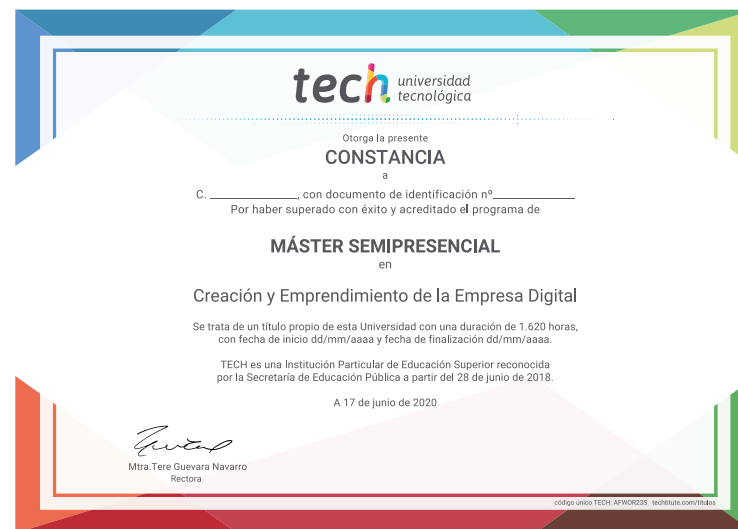 tech universidad
tecnológica
Otorga la presente
CONSTANCIA
a
C. ______________, con documento de identificación nº______________
Por haber superado con éxito y acreditado el programa de
MÁSTER SEMIPRESENCIAL
en
Creación y Emprendimiento de la Empresa Digital
Se trata de un título propio de esta Universidad con una duración de 1.620 horas,
con fecha de inicio dd/mm/aaaa y fecha de finalización dd/mm/aaaa.
TECH es una Institución Particular de Educación Superior reconocida
por la Secretaría de Educación Pública a partir del 28 de junio de 2018.
A 17 de junio de 2020
Mtra.Tere Guevara Navarro
Rectora
código único TECH: AFWOR23S techtitute.com/titulos